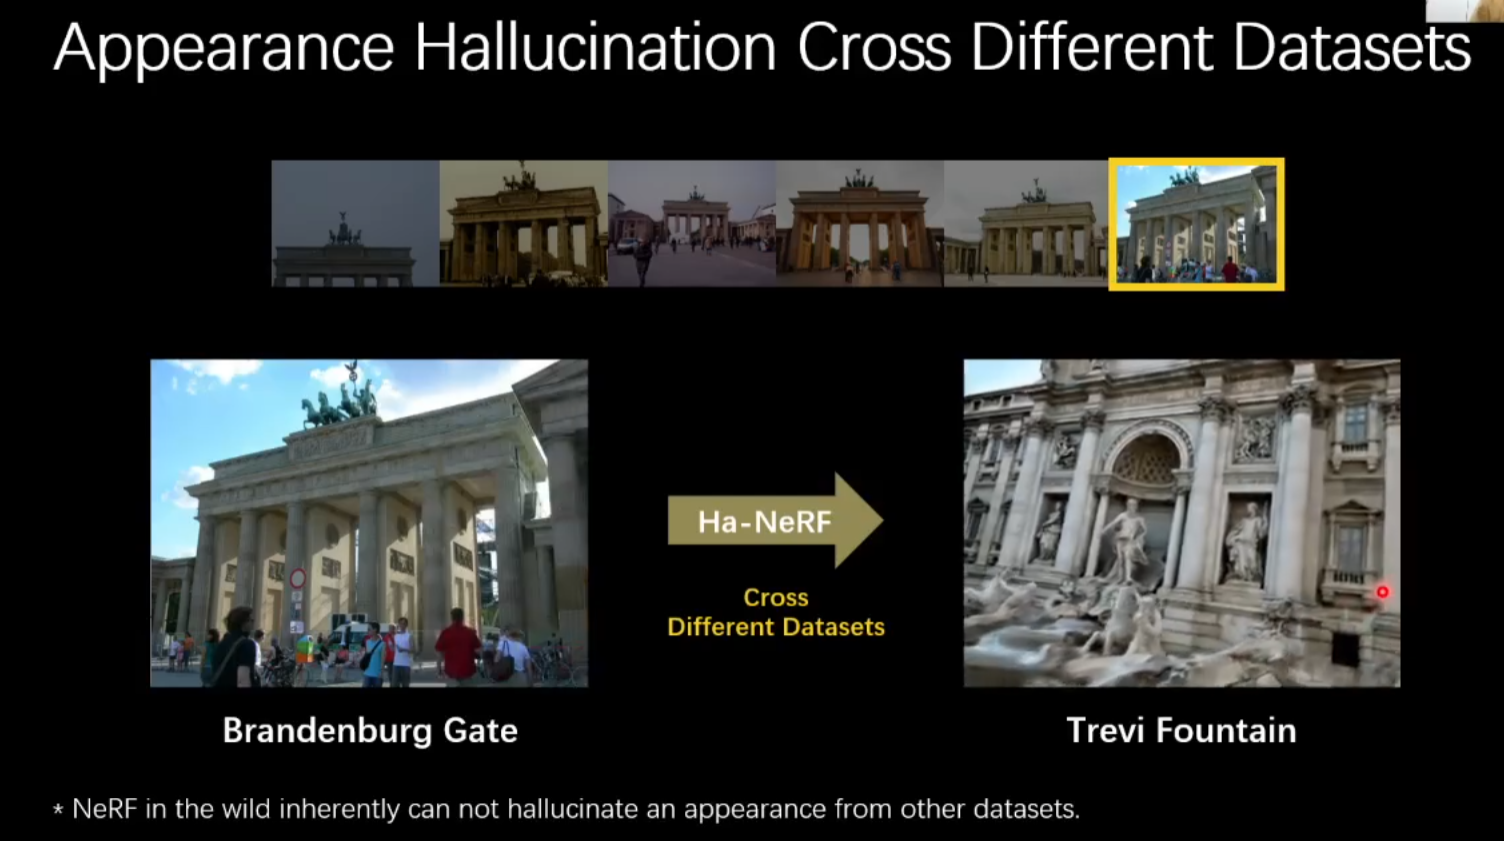 Appearance Hallucination Cross Different Datasets
Ha-NeRF
Cross
Different Datasets
Brandenburg Gate
Trevi Fountain
* NeRF in the wild inherently can not hallucinate an appearance from other datasets.